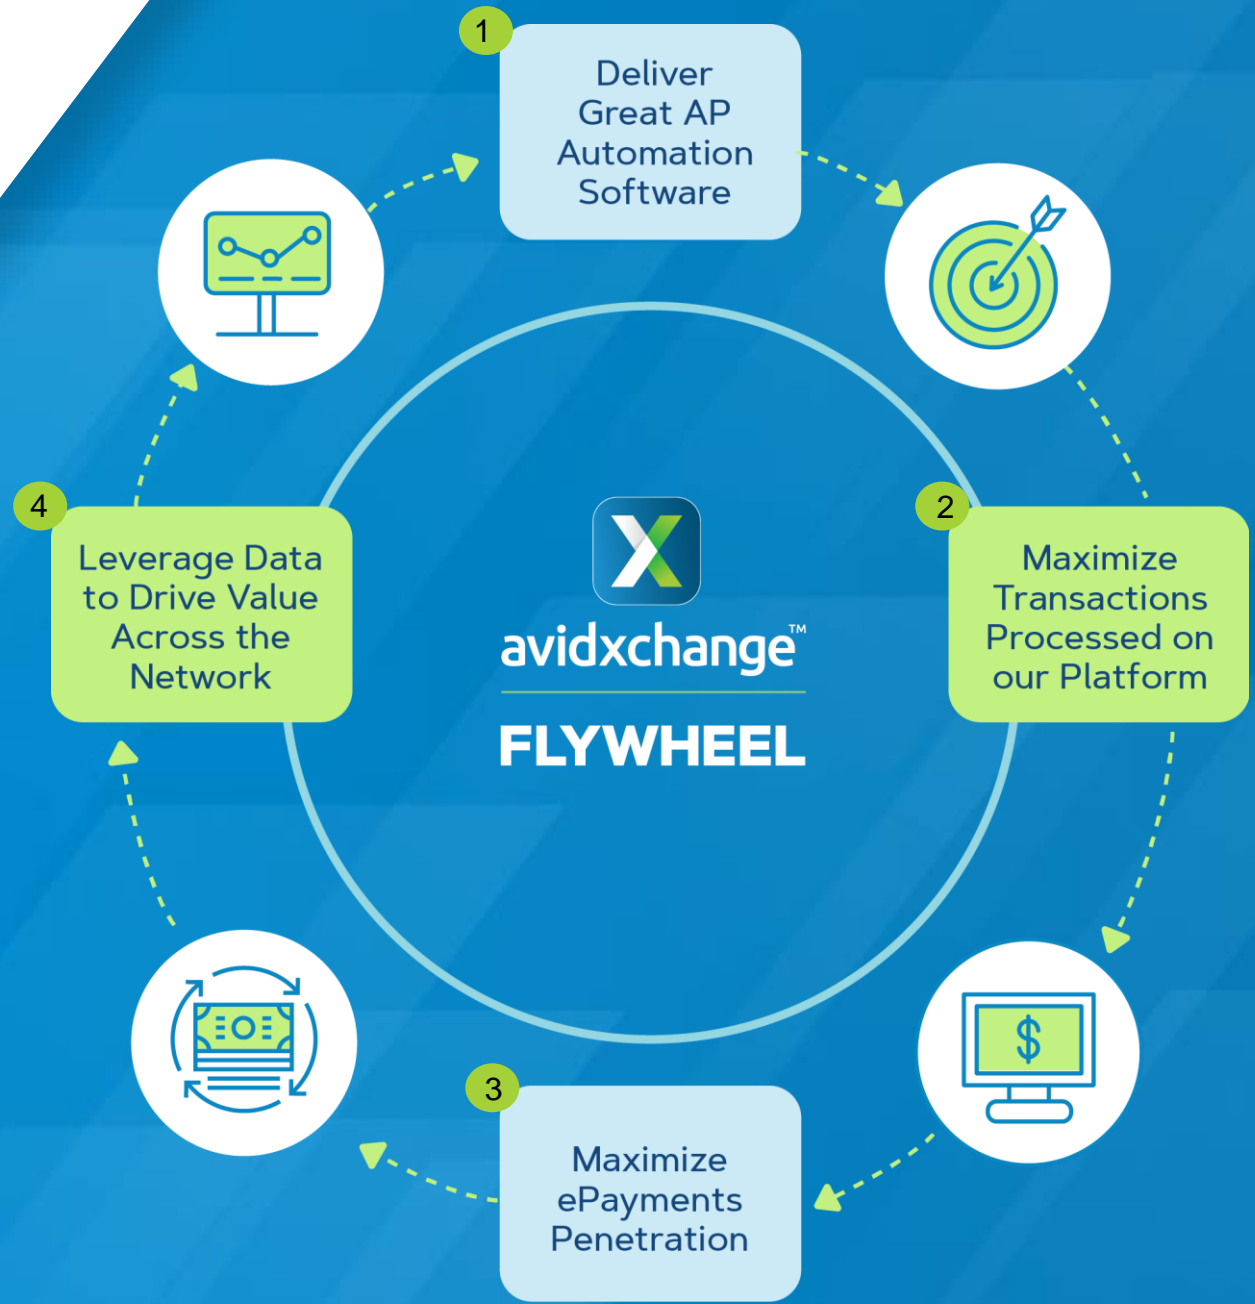 1
Deliver
Great AP
Automation
Software
2
Maximize
Transactions
Processed on
our Platform
3
Maximize
ePayments
Penetration
4
Leverage Data
to Drive Value
Across the
Network
avidxchange™
FLYWHEEL
$